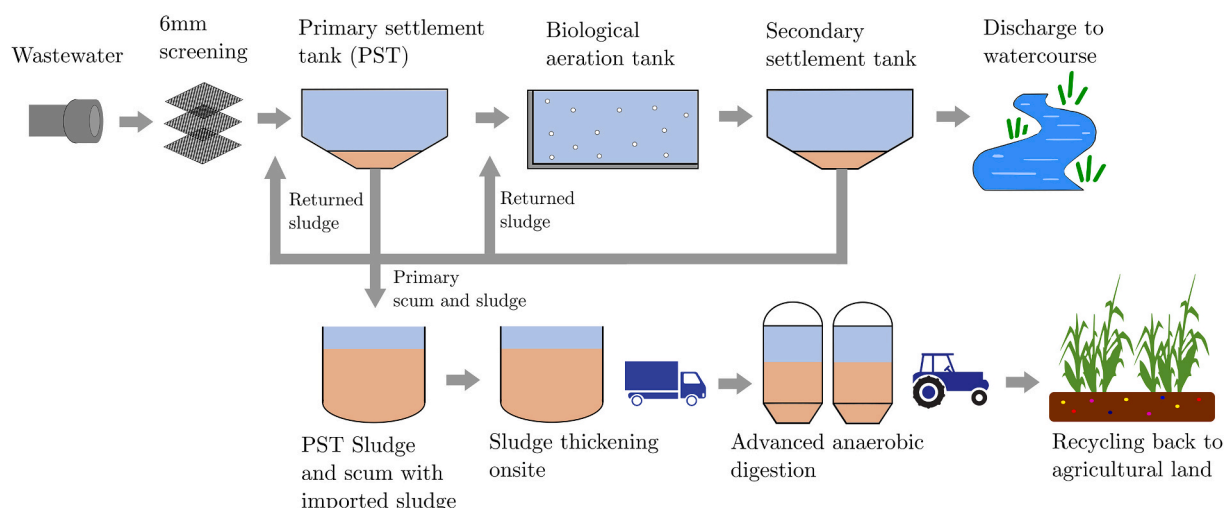 Wastewater
6mm
screening
Primary settlement
tank (PST)
Biological
aeration tank
Secondary
settlement tank
Discharge to
watercourse
Returned
sludge
Returned
sludge
Primary
scum and sludge
PST Sludge
and scum with
imported sludge
Sludge thickening
onsite
Advanced anaerobic
digestion
Recycling back to
agricultural land